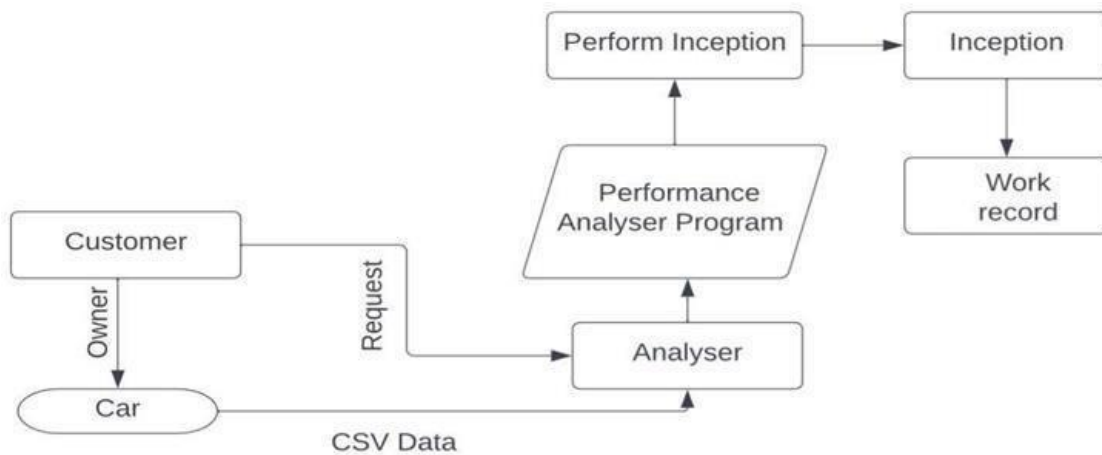 Perform Inception
Inception
Performance
Analyser Program
Work
record
Customer
Owner
Request
Analyser
Car
CSV Data